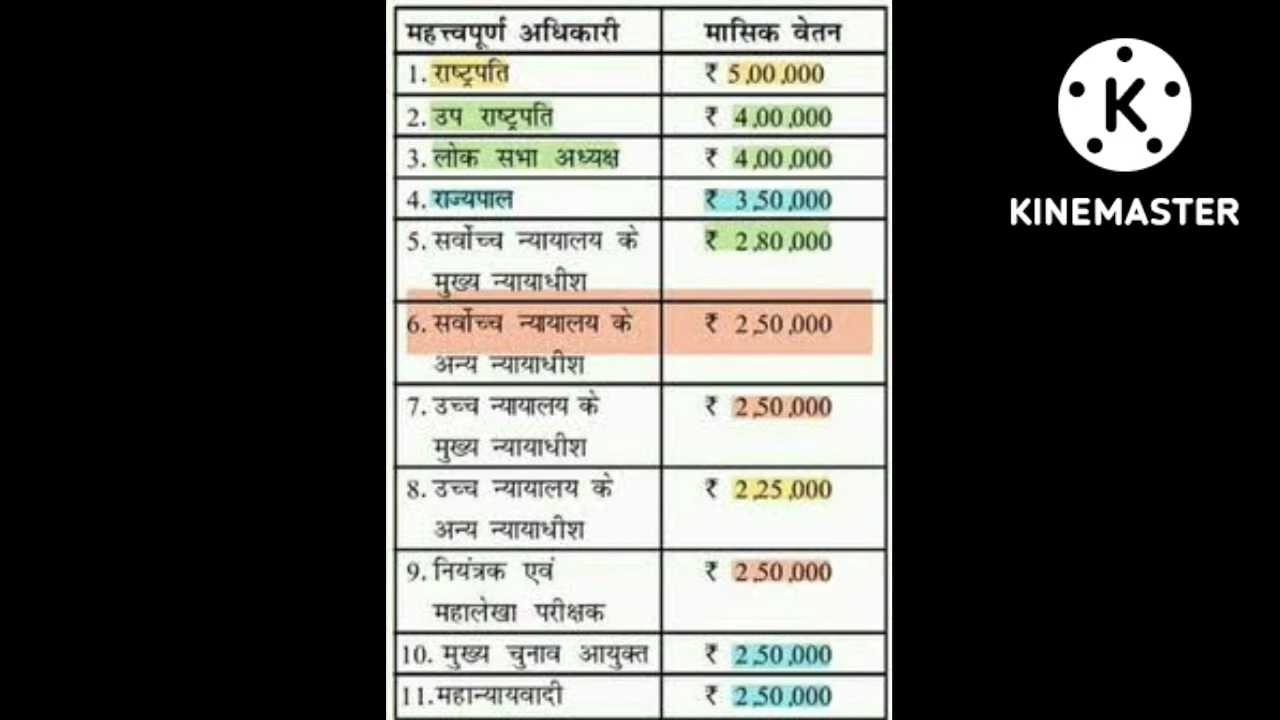 महत्त्वपूर्ण अधिकारी मासिक वेतन
1. राष्ट्रपति ₹ 5,00,000
2. उप राष्ट्रपति ₹ 4,00,000
3. लोक सभा अध्यक्ष ₹ 4,00,000
4. राज्यपाल ₹ 3,50,000
5. सर्वोच्च न्यायालय के ₹ 2,80,000
मुख्य न्यायाधीश
6. सर्वोच्च न्यायालय के ₹ 2,50,000
अन्य न्यायाधीश
7. उच्च न्यायालय के ₹ 2,50,000
मुख्य न्यायाधीश
8. उच्च न्यायालय के ₹ 2,25,000
अन्य न्यायाधीश
9. नियंत्रक एवं ₹ 2,50,000
महालेखा परीक्षक
10. मुख्य चुनाव आयुक्त ₹ 2,50,000
11. महान्यायवादी ₹ 2,50,000
K
KINEMASTER